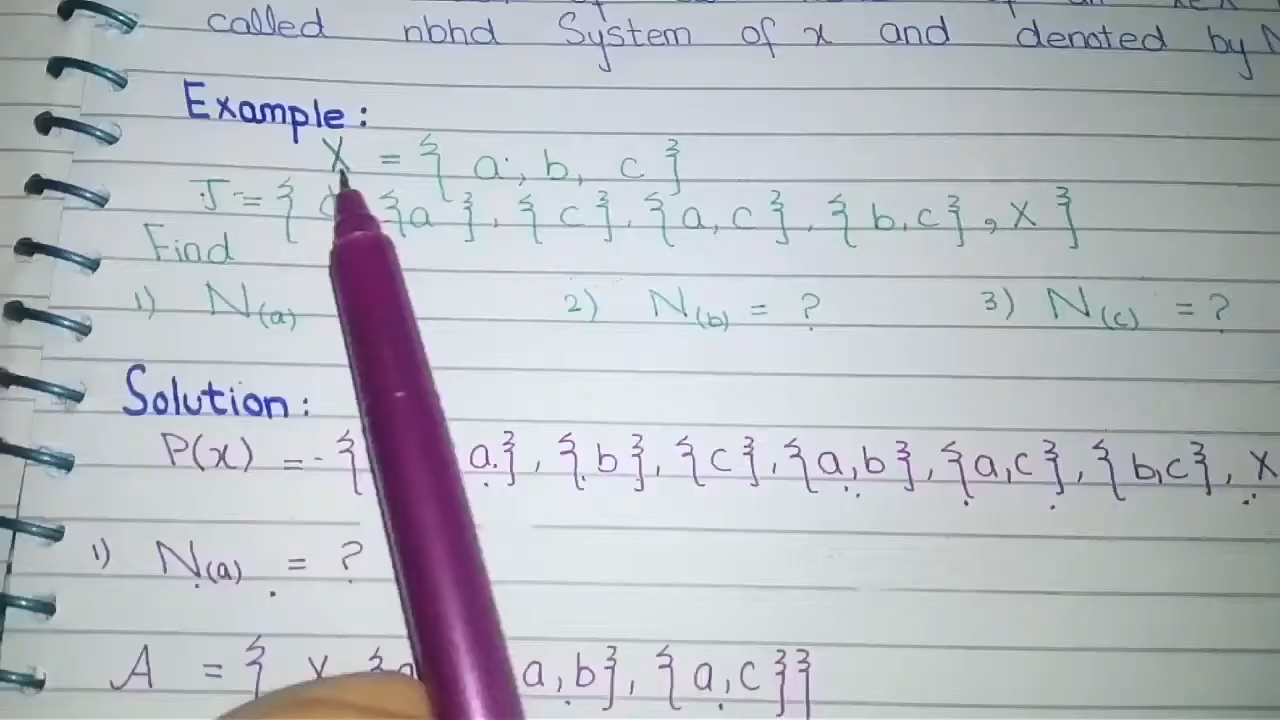 called nbhd System of x and denoted by
Example:
X = { a, b, c }
J = { {a}, {c}, {a, c}, {b, c}, X }
Find
1) N(a) 2) N(b) = ? 3) N(c) = ?
Solution:
P(x) = { a}, {b}, {c}, {a, b}, {a, c}, {b, c}, X
1) N(a) = ?
A = { X, a, b}, {a, c}}